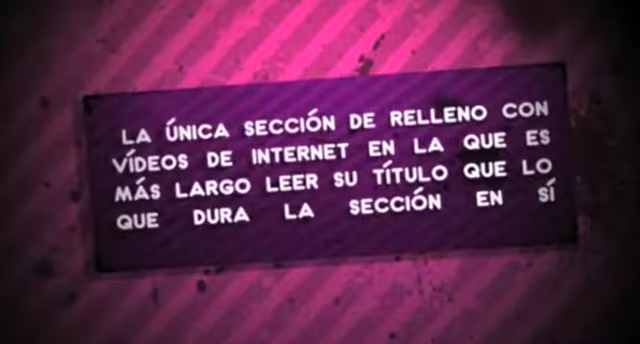 LA ÚNICA SECCIÓN DE RELLENO CON
VÍDEOS DE INTERNET EN LA QUE ES
MÁS LARGO LEER SU TÍTULO QUE LO
QUE DURA LA SECCIÓN EN SÍ